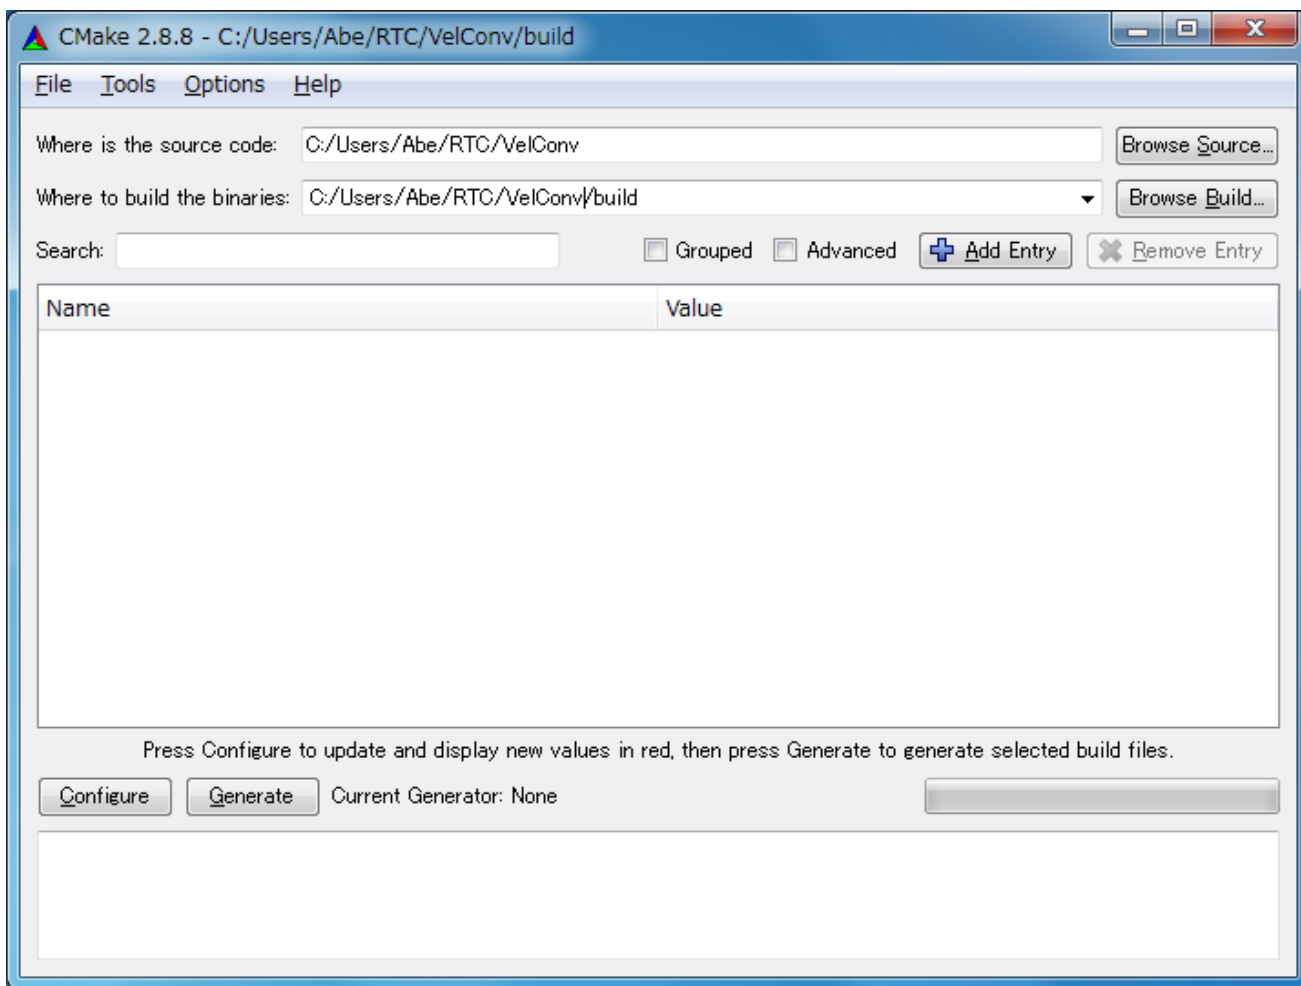 CMake 2.8.8 - C:/Users/Abe/RTC/VelConv/build
File Tools Options Help
Where is the source code: C:/Users/Abe/RTC/VelConv Browse Source...
Where to build the binaries: C:/Users/Abe/RTC/VelConv/build Browse Build...
Search: Grouped Advanced Add Entry Remove Entry
Name Value
Press Configure to update and display new values in red, then press Generate to generate selected build files.
Configure Generate Current Generator: None